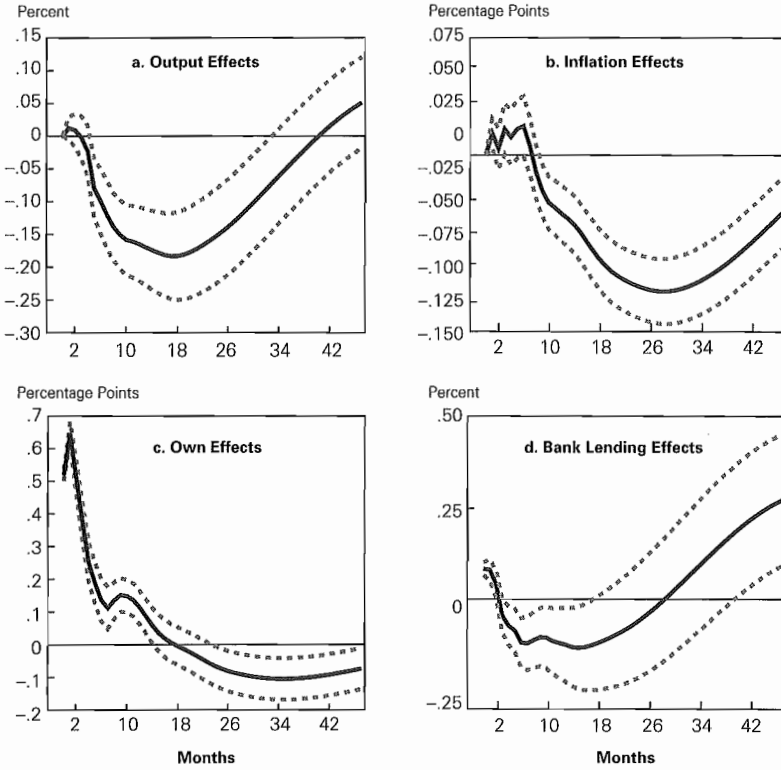 Percent
.15
.10
.05
0
–.05
–.10
–.15
–.20
–.25
–.30
a. Output Effects
2 10 18 26 34 42
Percentage Points
.075
.050
.025
0
–.025
–.050
–.075
–.100
–.125
–.150
b. Inflation Effects
2 10 18 26 34 42
Percentage Points
.7
.6
.5
.4
.3
.2
.1
0
–.1
–.2
c. Own Effects
2 10 18 26 34 42
Months
Percent
.50
.25
0
–.25
d. Bank Lending Effects
2 10 18 26 34 42
Months